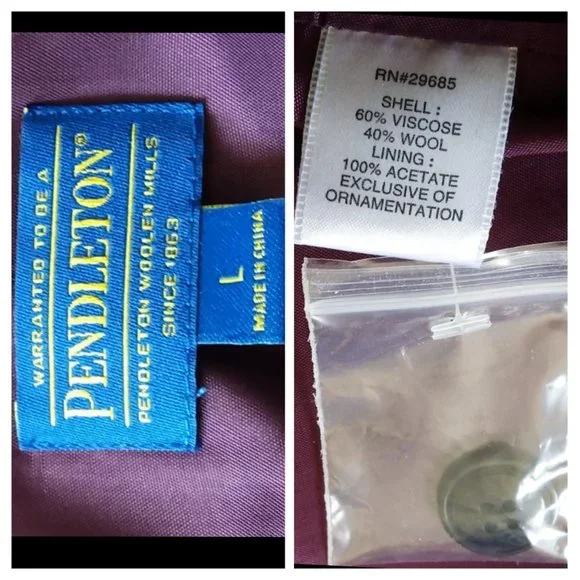 WARRANTED TO BE A
PENDLETON®
PENDLETON WOOLEN MILLS
SINCE 1863
L
MADE IN CHINA
RN#29685
SHELL :
60% VISCOSE
40% WOOL
LINING :
100% ACETATE
EXCLUSIVE OF
ORNAMENTATION